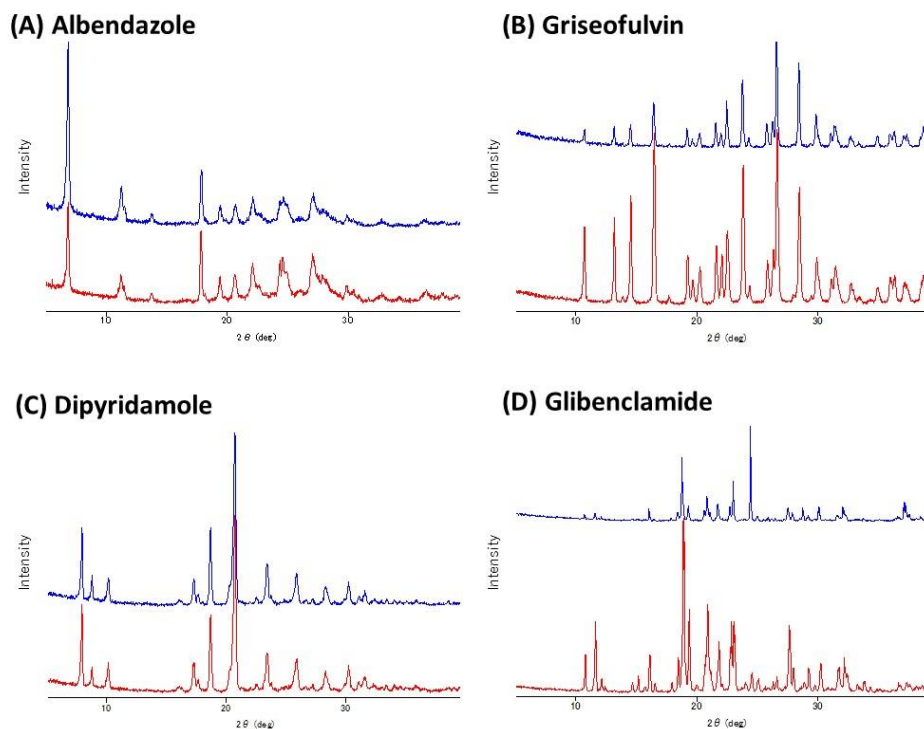 (A) Albendazole
Intensity
10
20
30
2θ (deg)
(B) Griseofulvin
Intensity
10
20
30
2θ (deg)
(C) Dipyridamole
Intensity
10
20
30
2θ (deg)
(D) Glibenclamide
Intensity
10
20
30
2θ (deg)